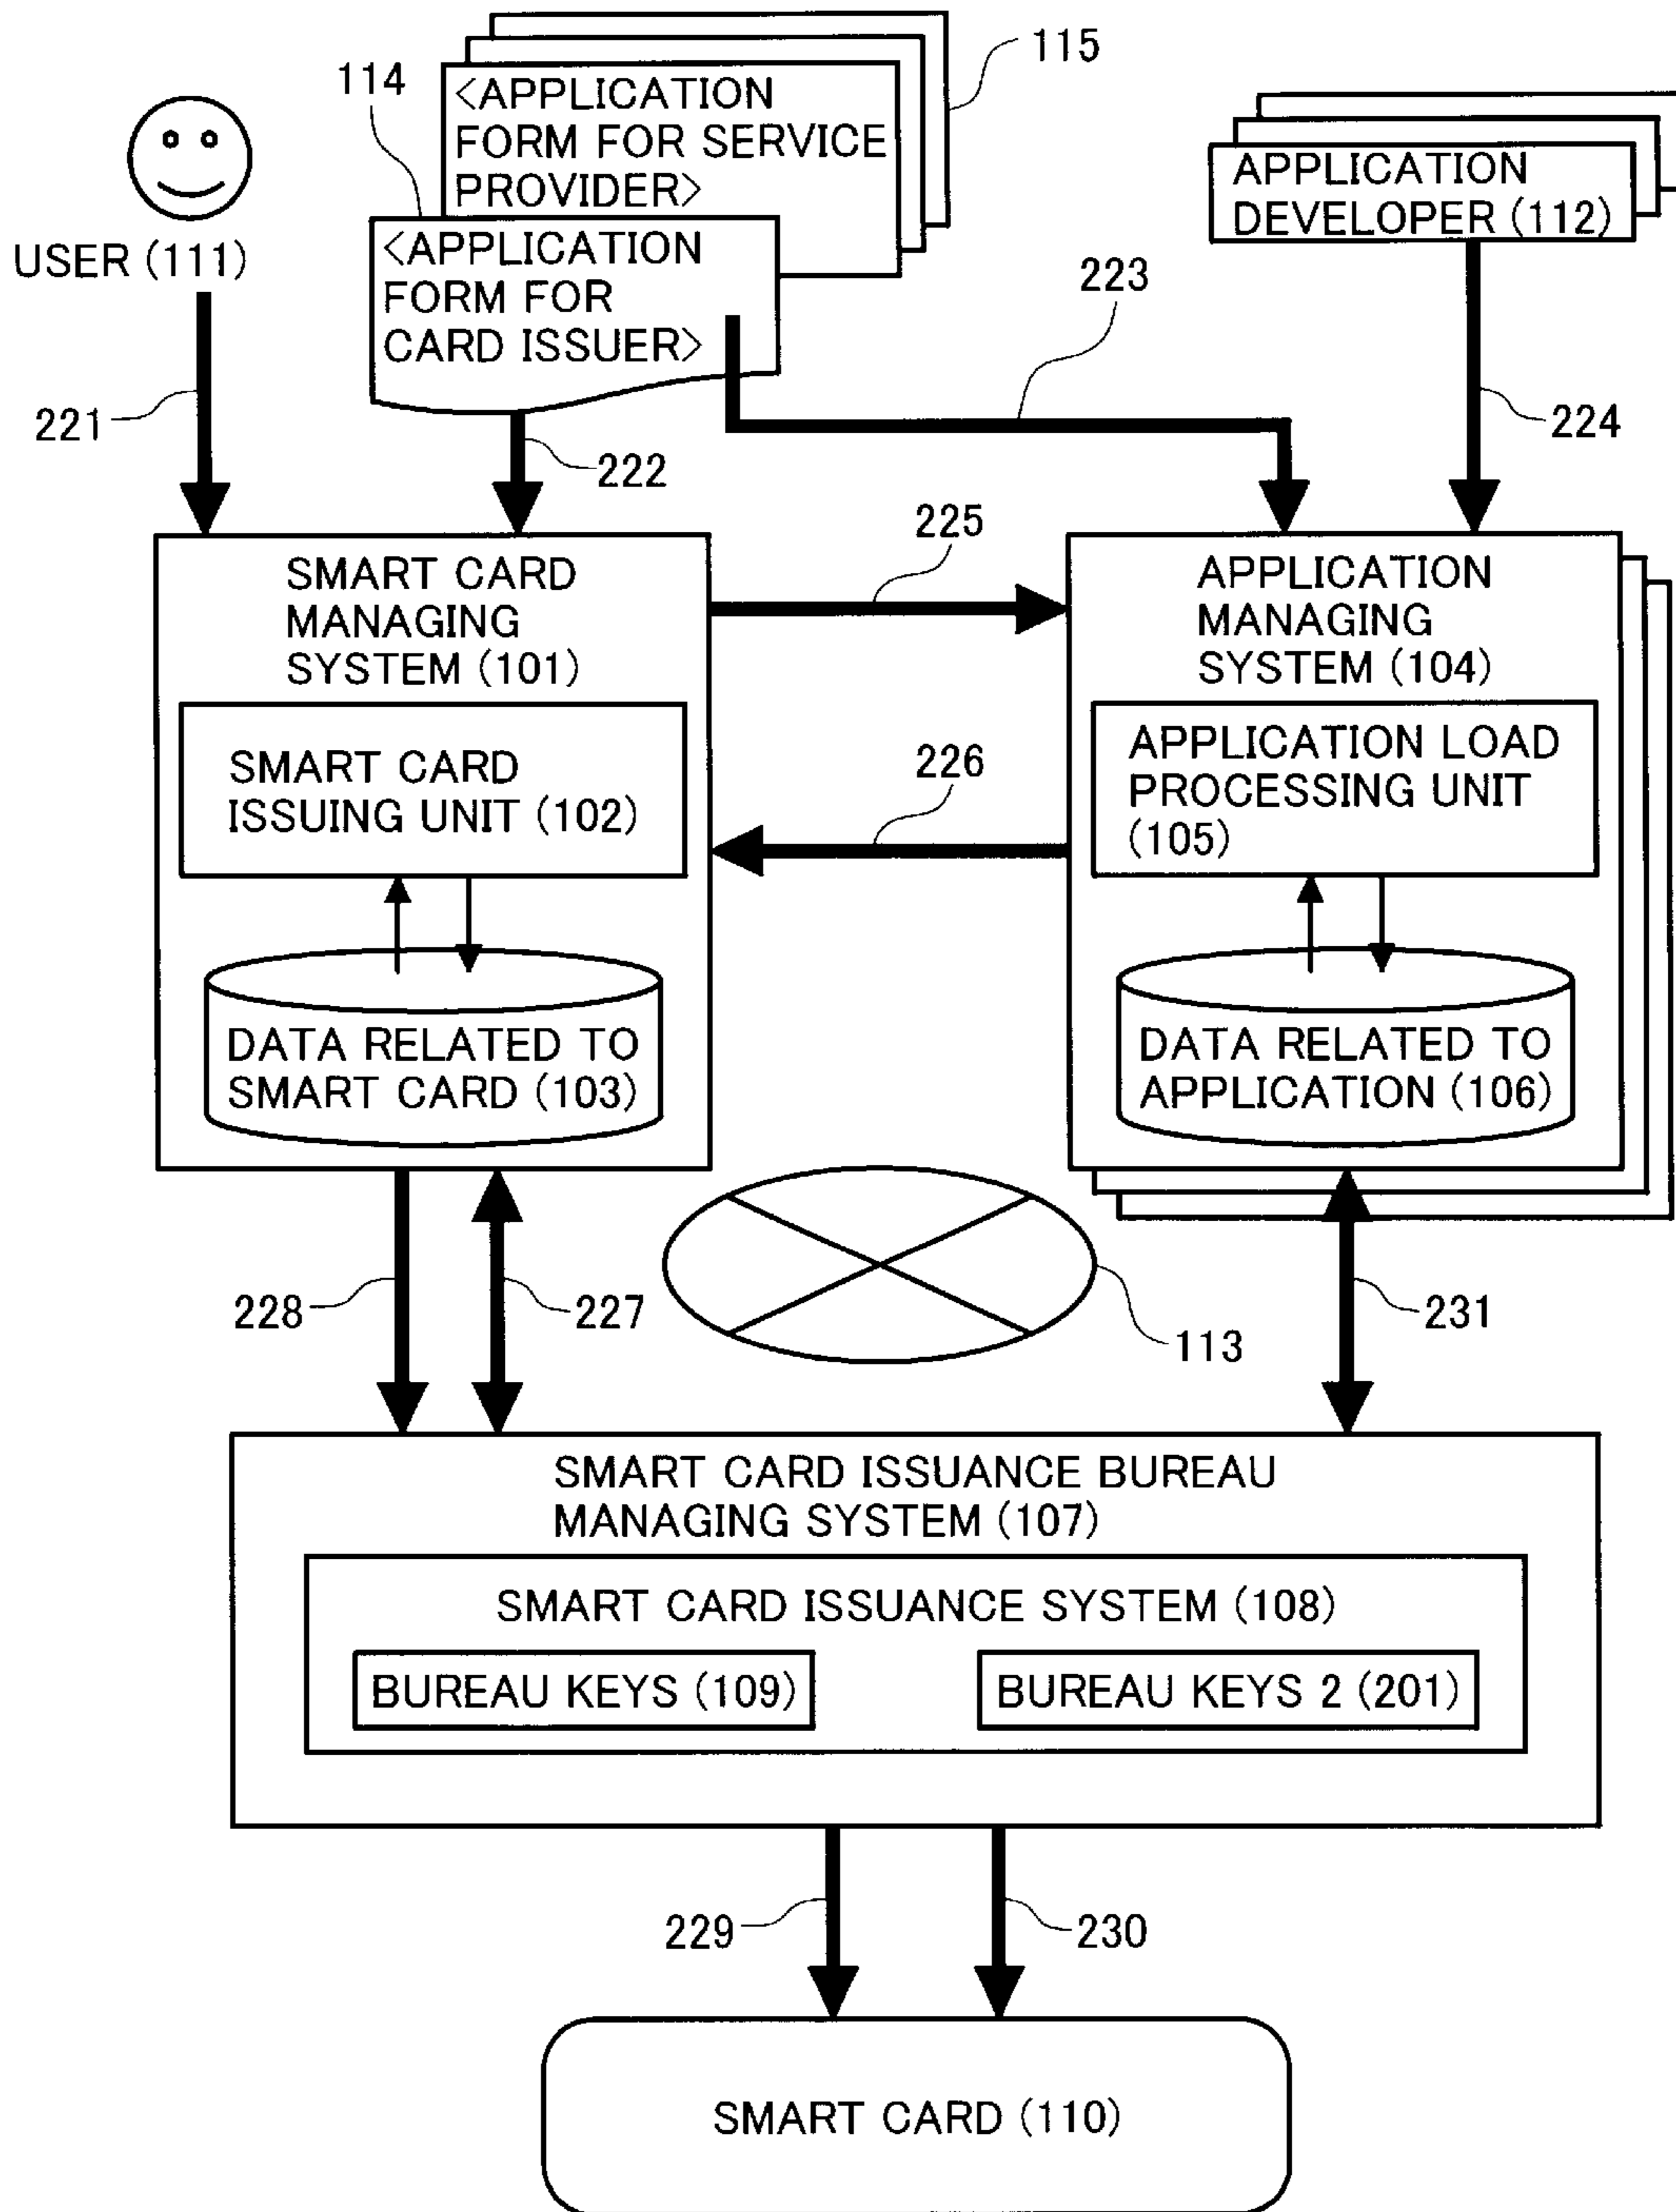 115
114
<APPLICATION
FORM FOR SERVICE
PROVIDER>
APPLICATION
DEVELOPER (112)
USER (111)
<APPLICATION
FORM FOR
CARD ISSUER>
223
221
222
224
225
SMART CARD
MANAGING
SYSTEM (101)
APPLICATION
MANAGING
SYSTEM (104)
SMART CARD
ISSUING UNIT (102)
226
APPLICATION LOAD
PROCESSING UNIT
(105)
DATA RELATED TO
SMART CARD (103)
DATA RELATED TO
APPLICATION (106)
228
227
113
231
SMART CARD ISSUANCE BUREAU
MANAGING SYSTEM (107)
SMART CARD ISSUANCE SYSTEM (108)
BUREAU KEYS (109)
BUREAU KEYS 2 (201)
229
230
SMART CARD (110)